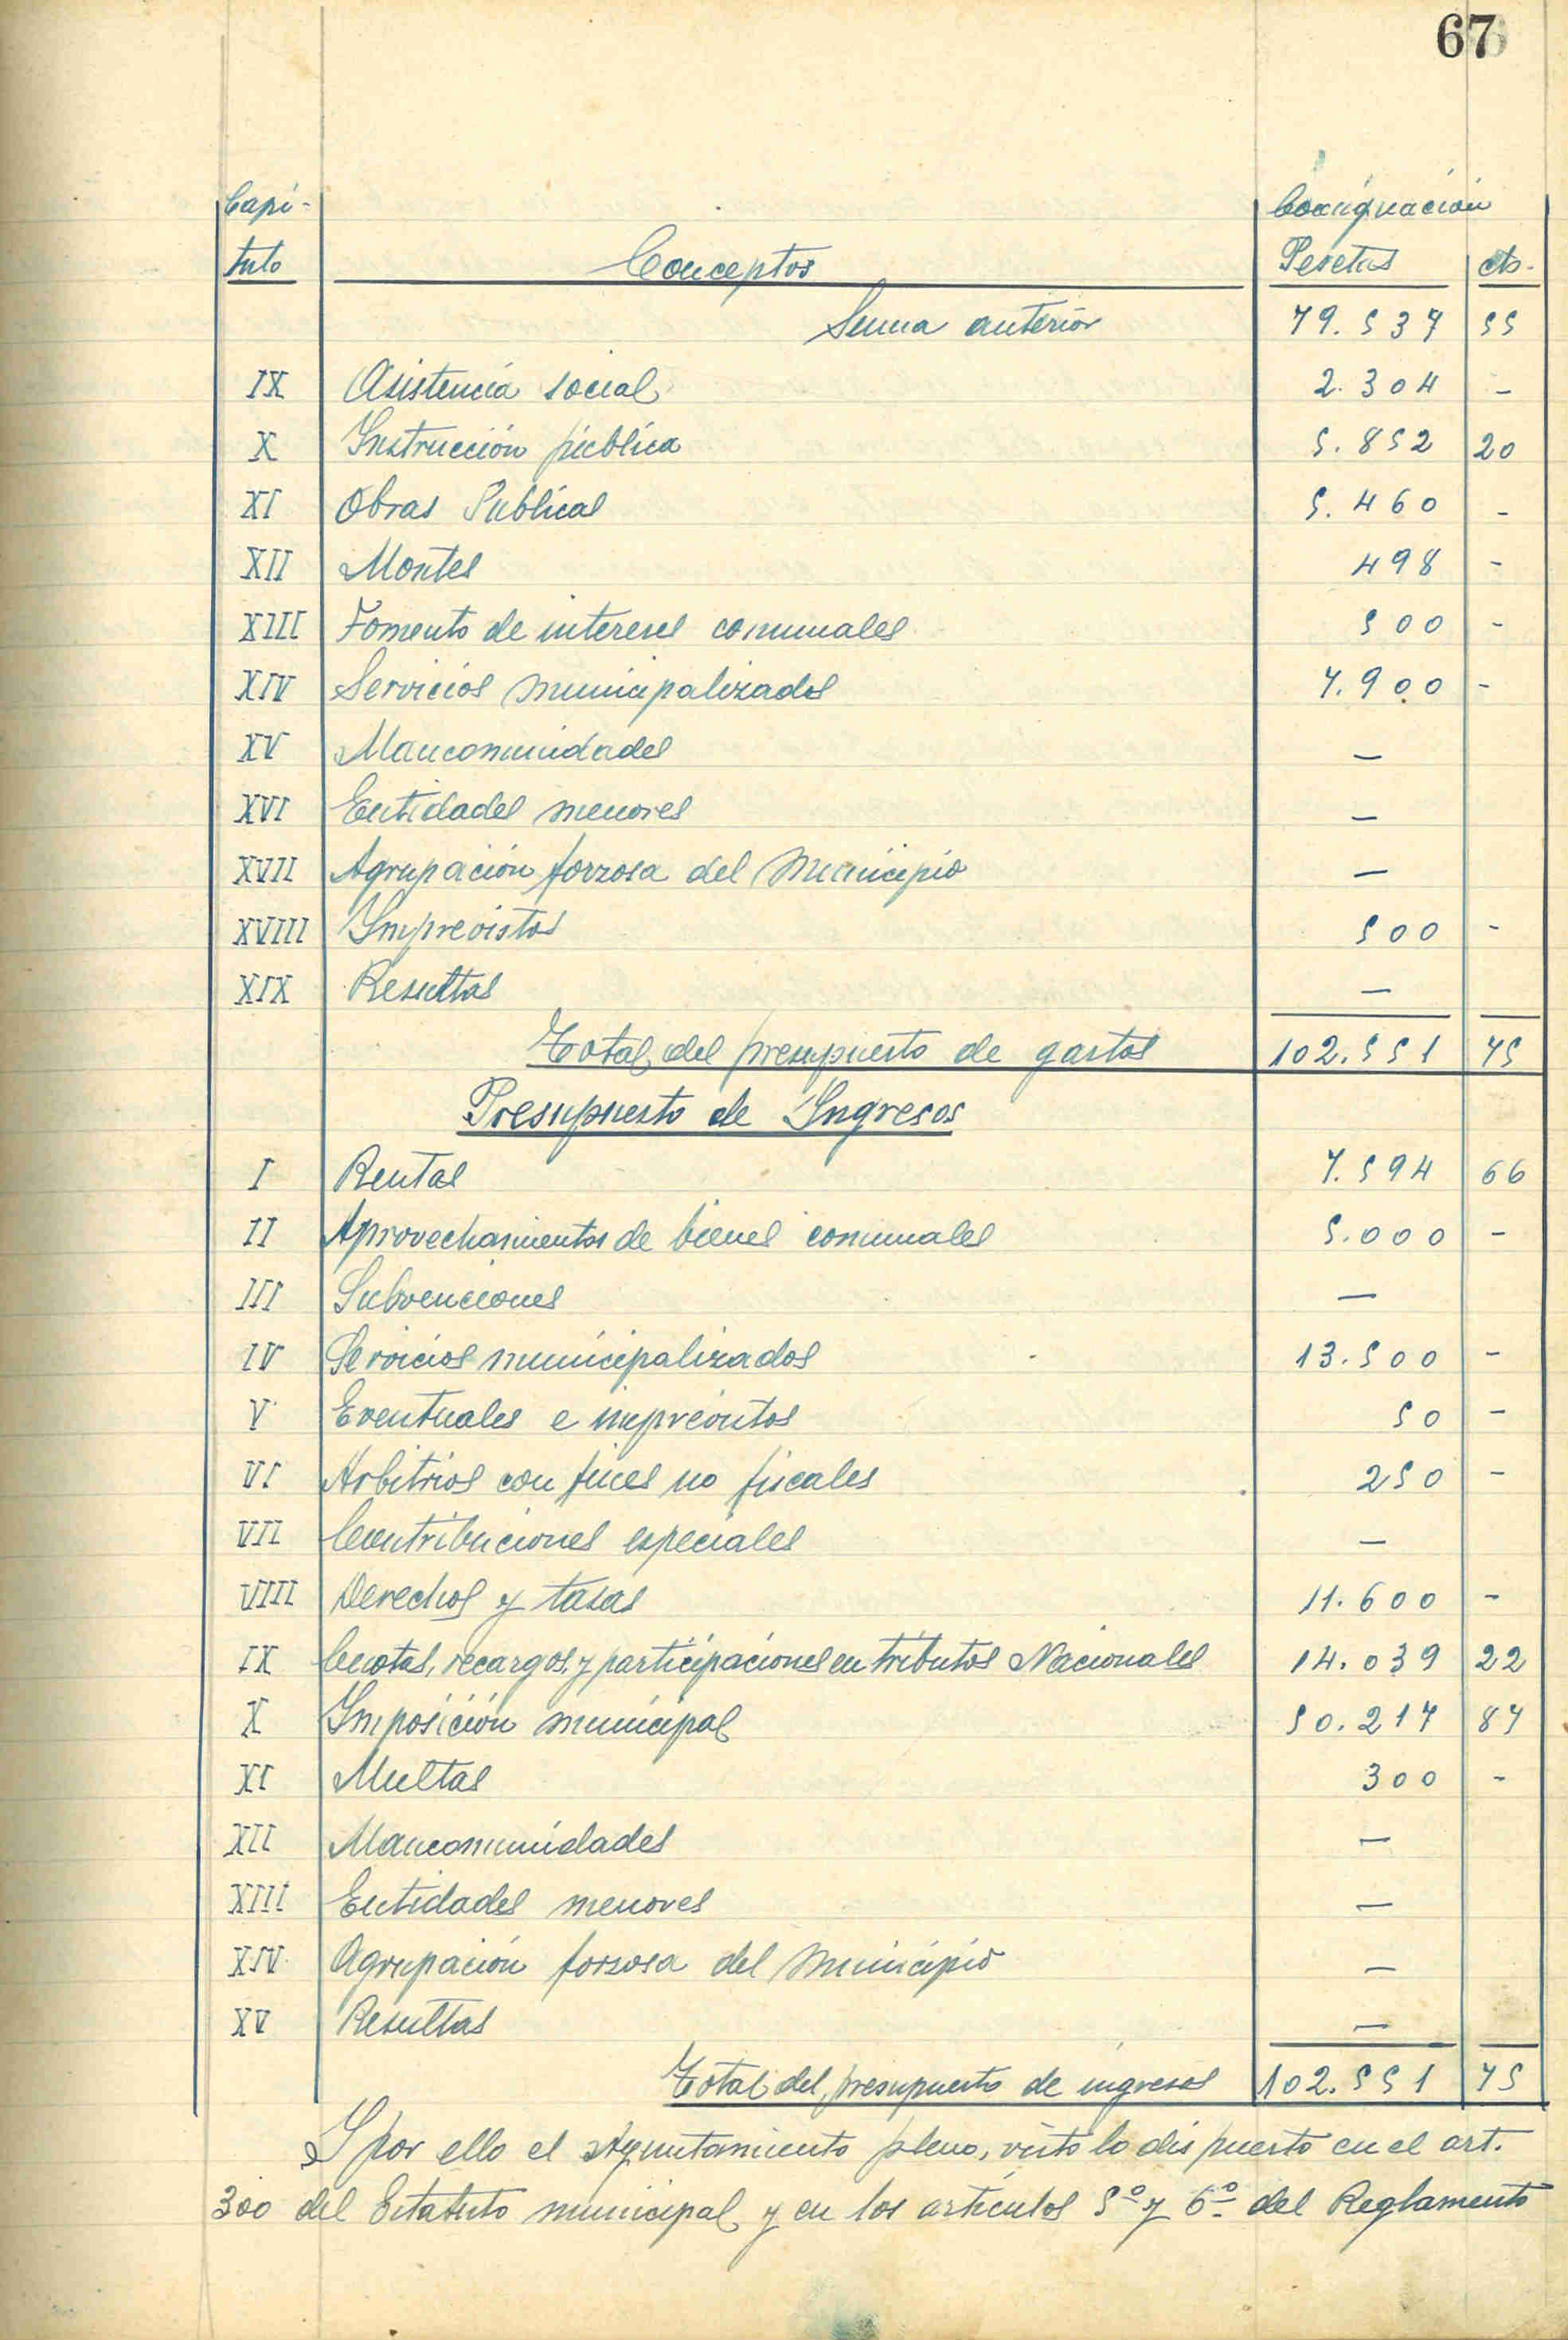 67
Capí- Consignación
tulo Conceptos Pesetas cts.
Suma anterior 79.537 55
IX Asistencia social 2.304 -
X Instrucción pública 5.852 20
XI Obras Públicas 5.460 -
XII Montes 498 -
XIII Fomento de intereses comunales 500 -
XIV Servicios municipalizados 7.900 -
XV Mancomunidades —
XVI Entidades menores —
XVII Agrupación forzosa del Municipio —
XVIII Imprevistos 500 -
XIX Resultas —
Total del presupuesto de gastos 102.551 75
Presupuesto de Ingresos
I Rentas 7.594 66
II Aprovechamientos de bienes comunales 5.000 -
III Subvenciones —
IV Servicios municipalizados 13.500 -
V Eventuales e imprevistos 50 -
VI Arbitrios con fines no fiscales 250 -
VII Contribuciones especiales —
VIII Derechos y tasas 11.600 -
IX Cuotas, recargos, y participaciones en tributos Nacionales 14.039 22
X Imposición municipal 50.217 87
XI Multas 300 -
XII Mancomunidades —
XIII Entidades menores —
XIV Agrupación forzosa del Municipio —
XV Resultas —
Total del presupuesto de ingresos 102.551 75
Y por ello el Ayuntamiento pleno, visto lo dispuesto en el art.
300 del Estatuto municipal y en los artículos 5º y 6º del Reglamento